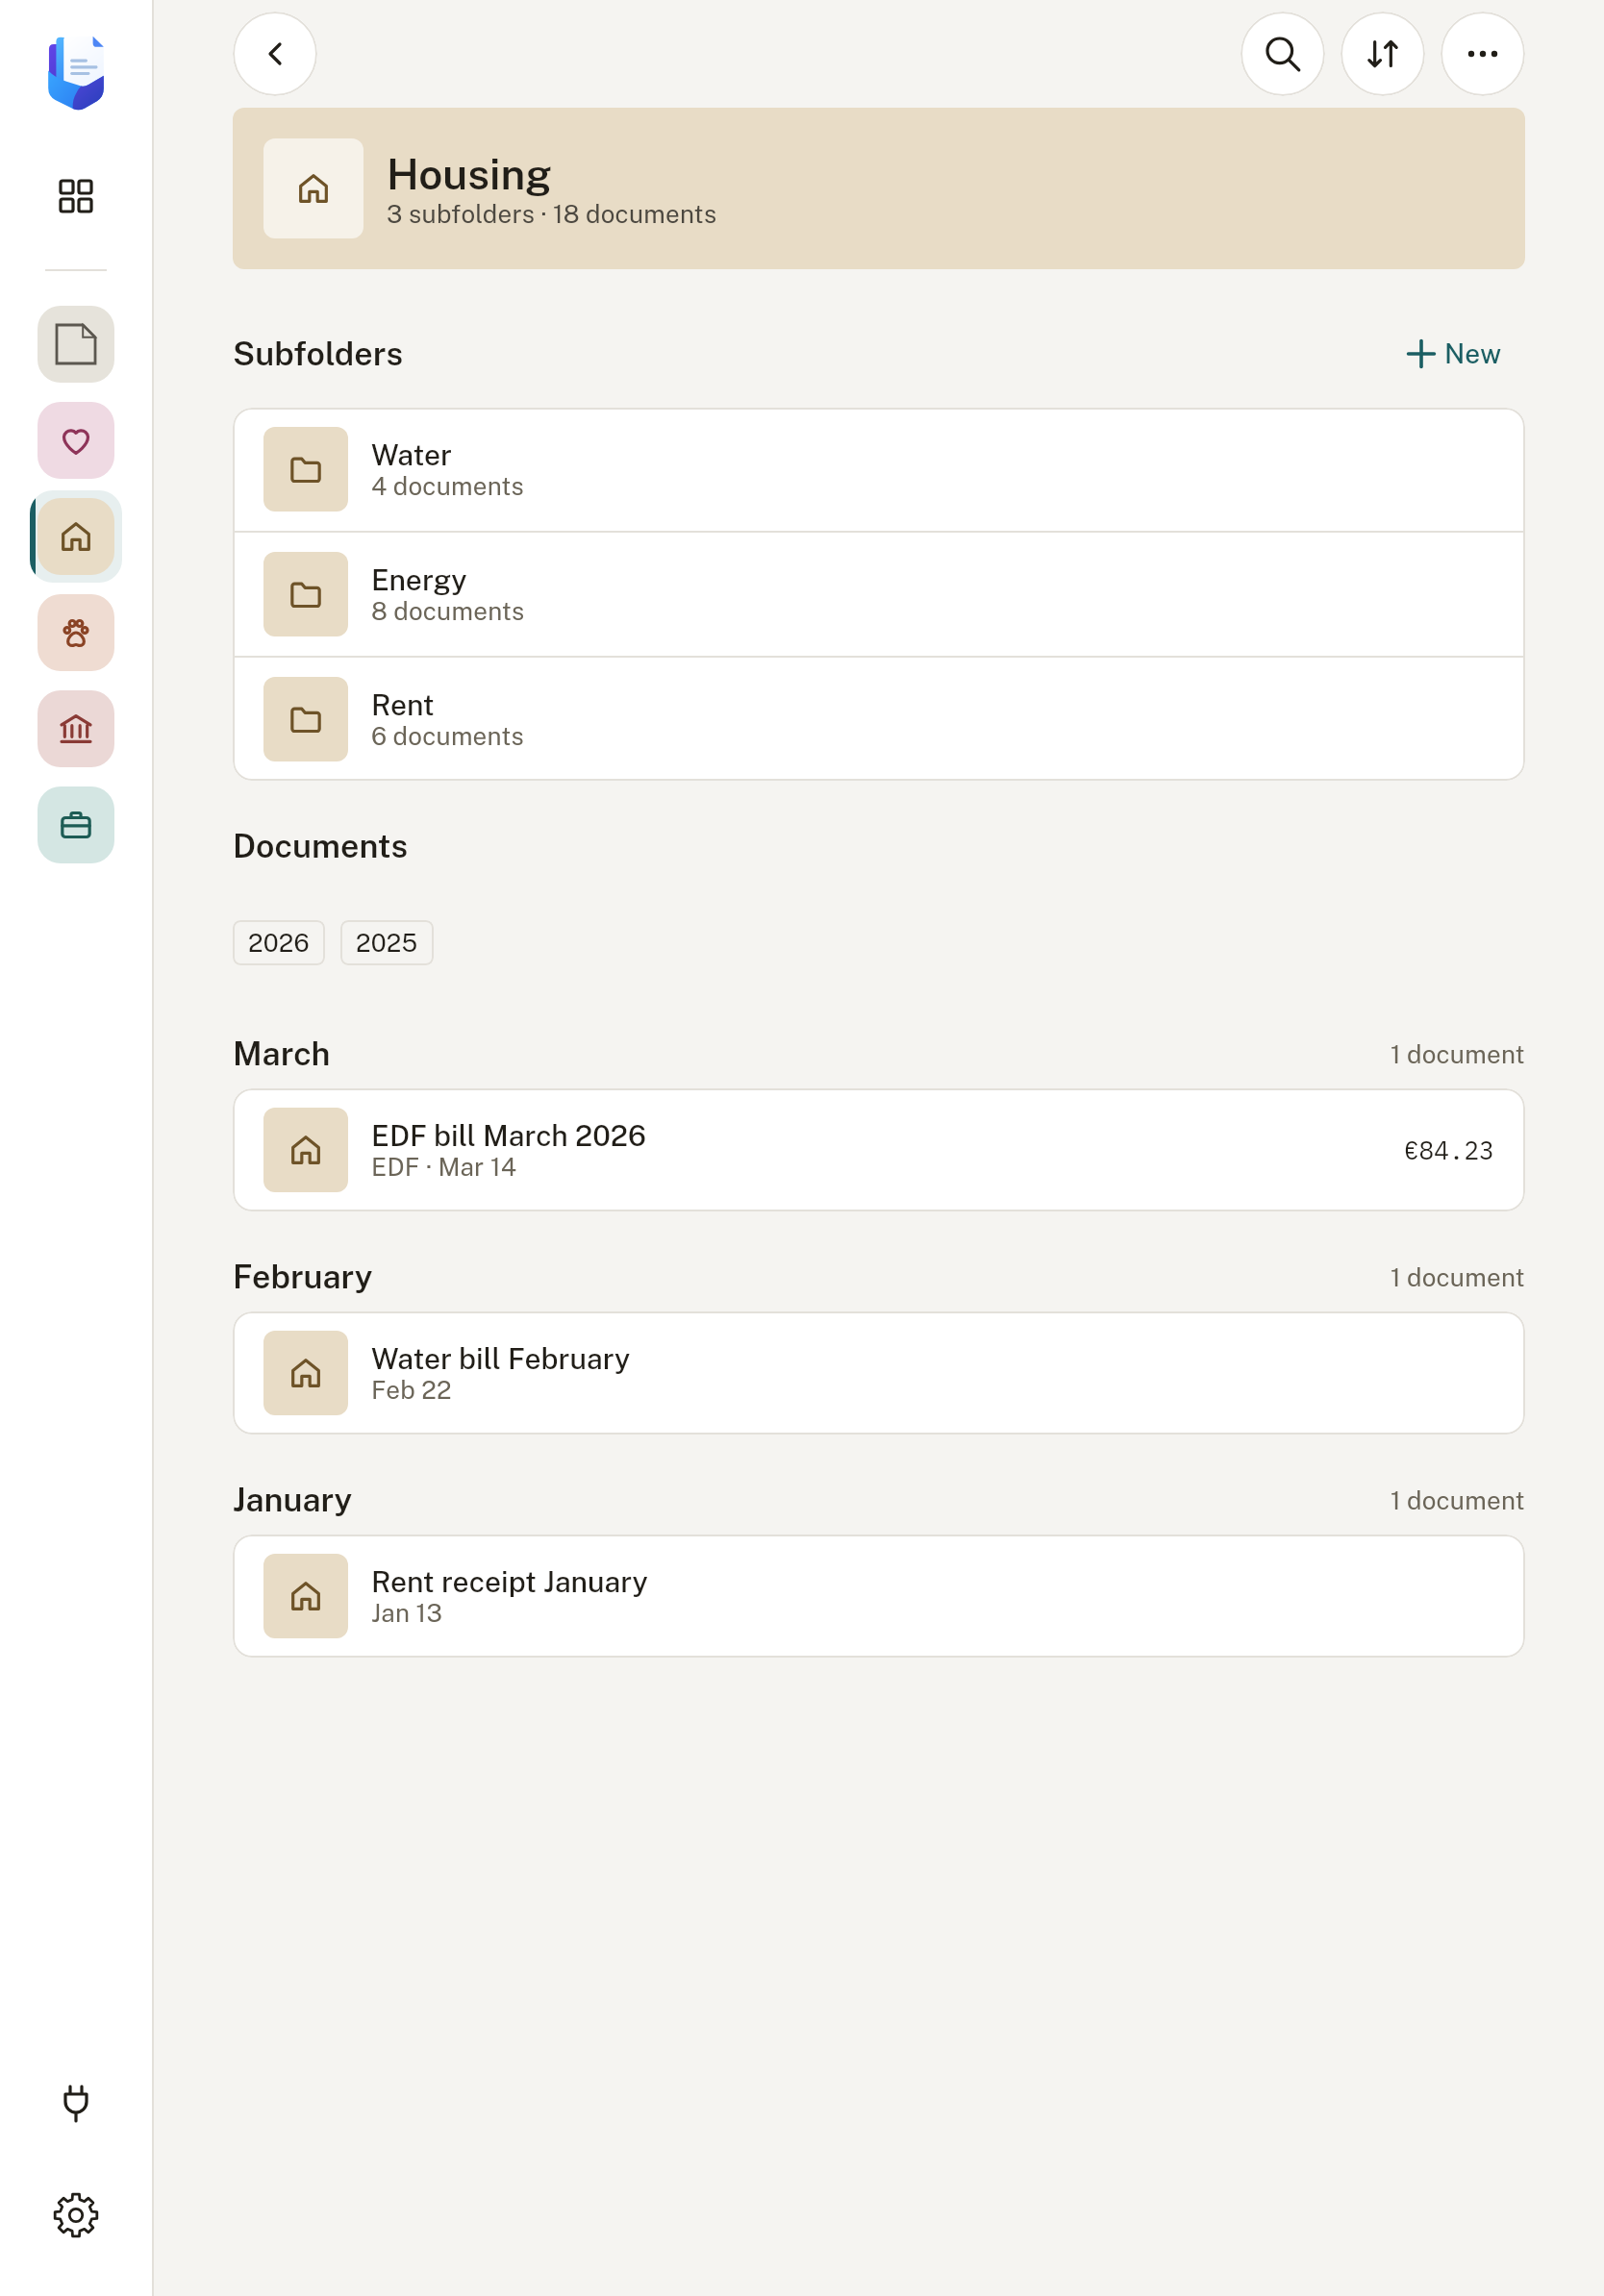 Housing
3 subfolders · 18 documents
Subfolders
New
Water
4 documents
Energy
8 documents
Rent
6 documents
Documents
2026
2025
March
1 document
EDF bill March 2026
EDF · Mar 14
€84.23
February
1 document
Water bill February
Feb 22
January
1 document
Rent receipt January
Jan 13